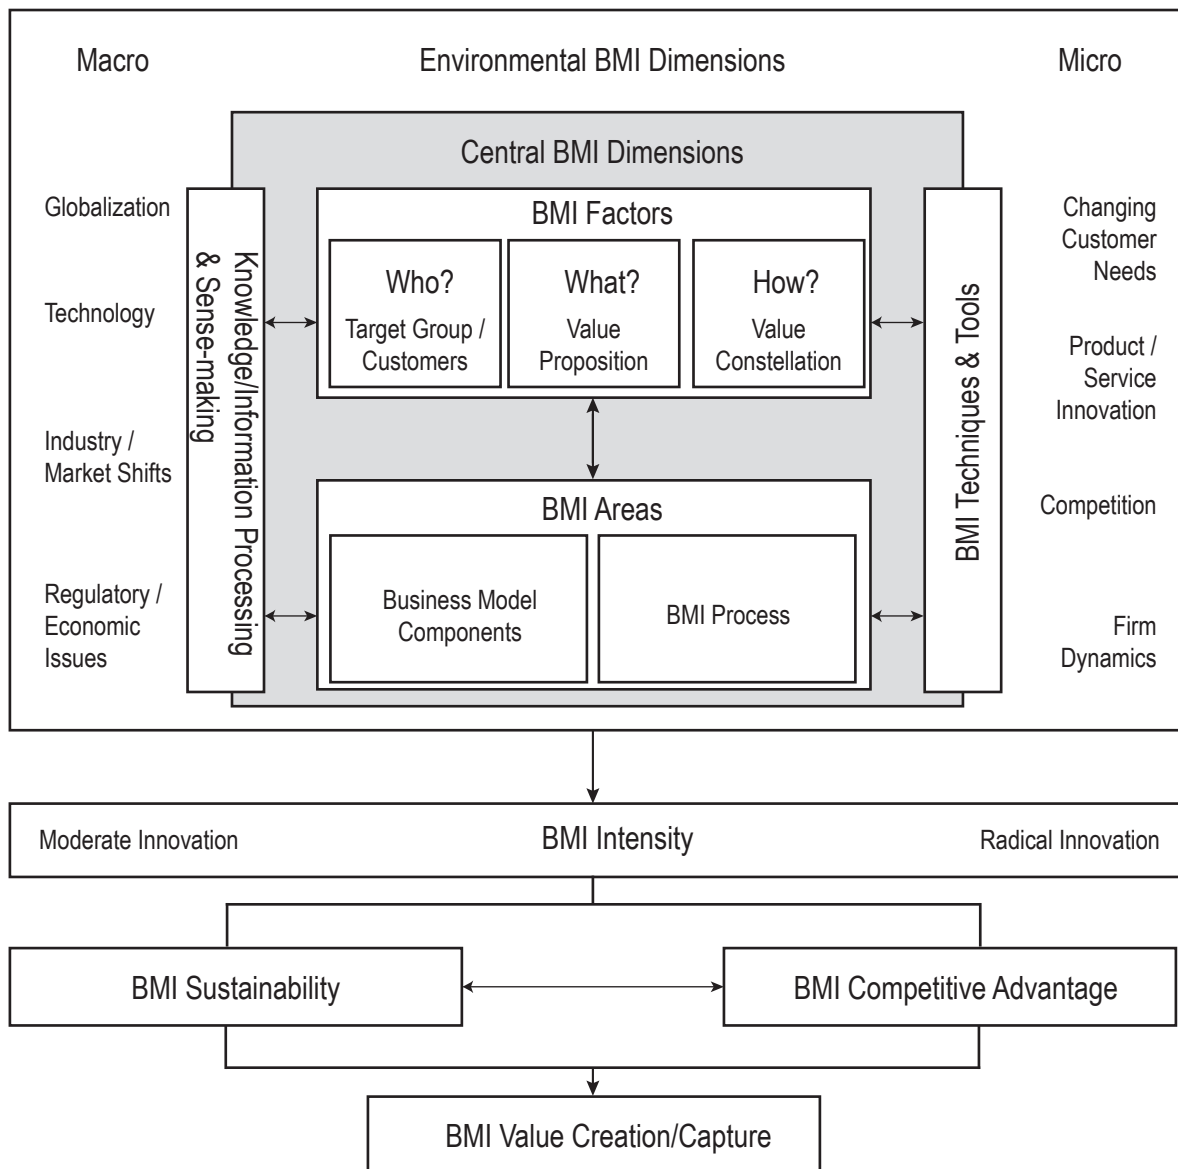 Macro
Environmental BMI Dimensions
Micro
Central BMI Dimensions
Globalization
Technology
Industry /
Market Shifts
Regulatory /
Economic
Issues
Knowledge/Information Processing
& Sense-making
BMI Factors
Who?
Target Group /
Customers
What?
Value
Proposition
How?
Value
Constellation
BMI Areas
Business Model
Components
BMI Process
BMI Techniques & Tools
Changing
Customer
Needs
Product /
Service
Innovation
Competition
Firm
Dynamics
Moderate Innovation
BMI Intensity
Radical Innovation
BMI Sustainability
BMI Competitive Advantage
BMI Value Creation/Capture